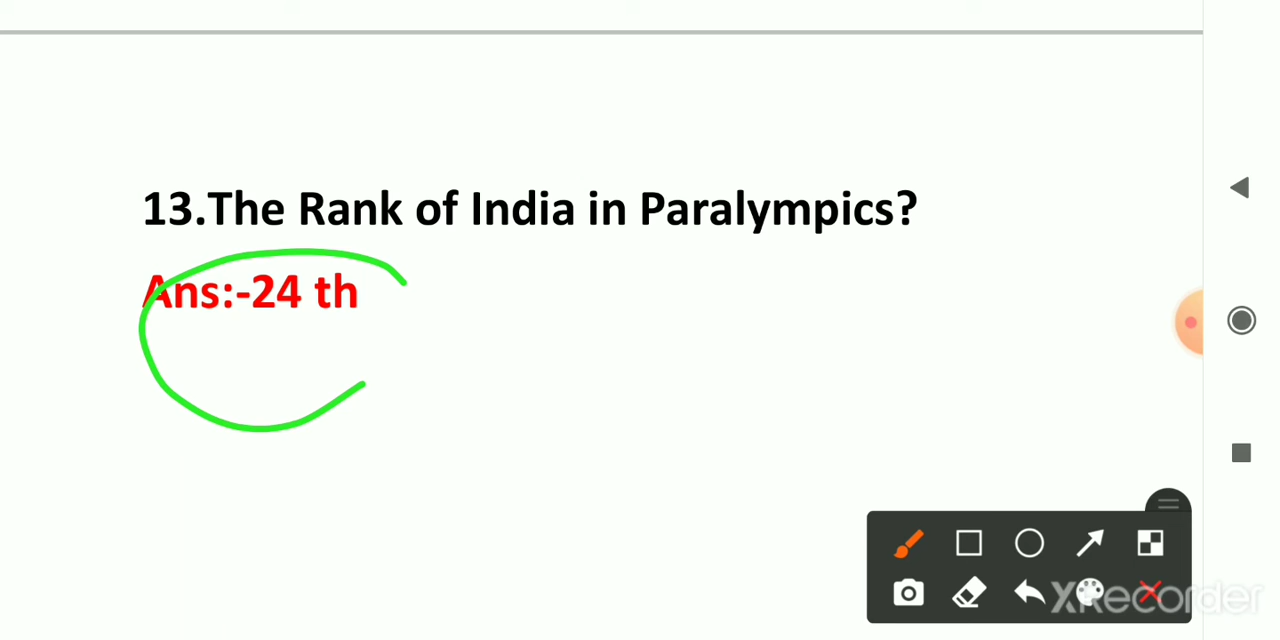 13.The Rank of India in Paralympics?
Ans:-24 th
XRecorder